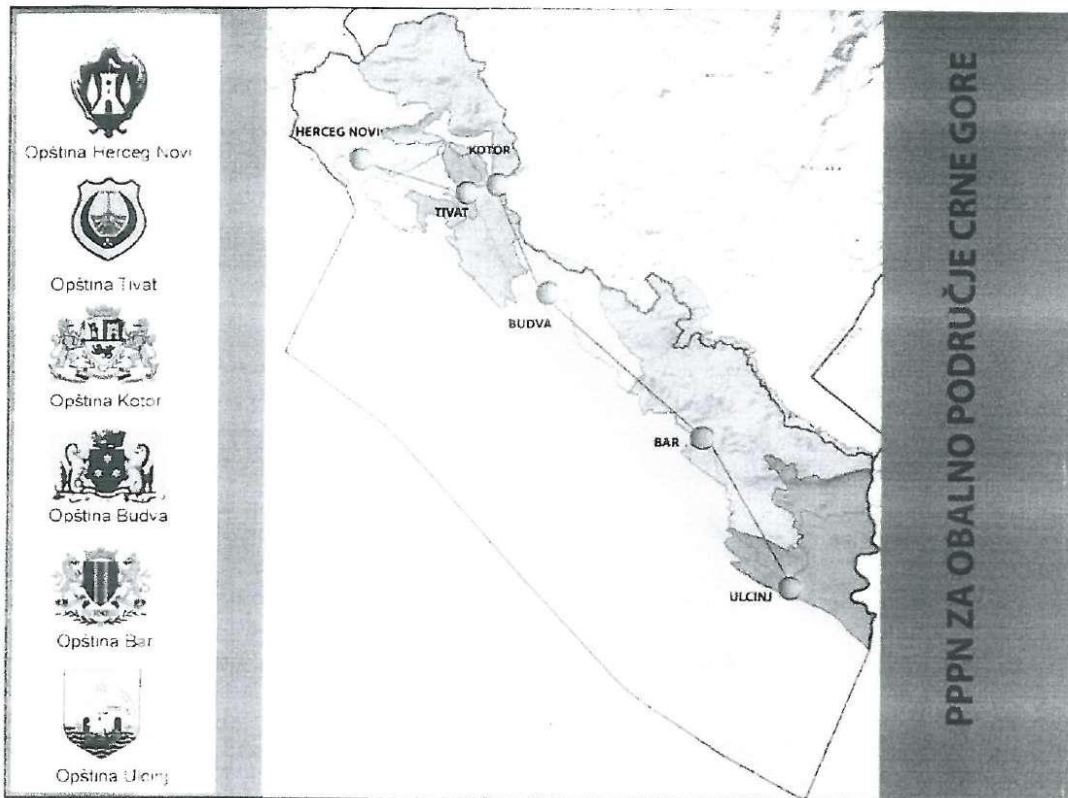 Opština Herceg Novi
Opština Tivat
Opština Kotor
Opština Budva
Opština Bar
Opština Ulcinj
HERCEG NOVI
KOTOR
TIVAT
BUDVA
BAR
ULCINJ
PPPN ZA OBALNO PODRUČJE CRNE GORE